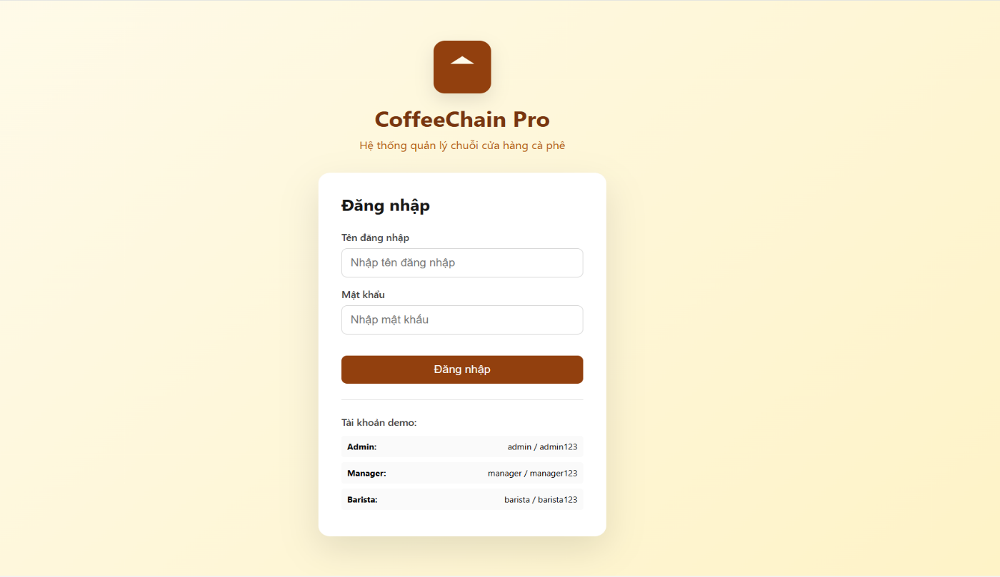 CoffeeChain Pro
Hệ thống quản lý chuỗi cửa hàng cà phê
Đăng nhập
Tên đăng nhập
Nhập tên đăng nhập
Mật khẩu
Nhập mật khẩu
Đăng nhập
Tài khoản demo:
Admin: admin / admin123
Manager: manager / manager123
Barista: barista / barista123